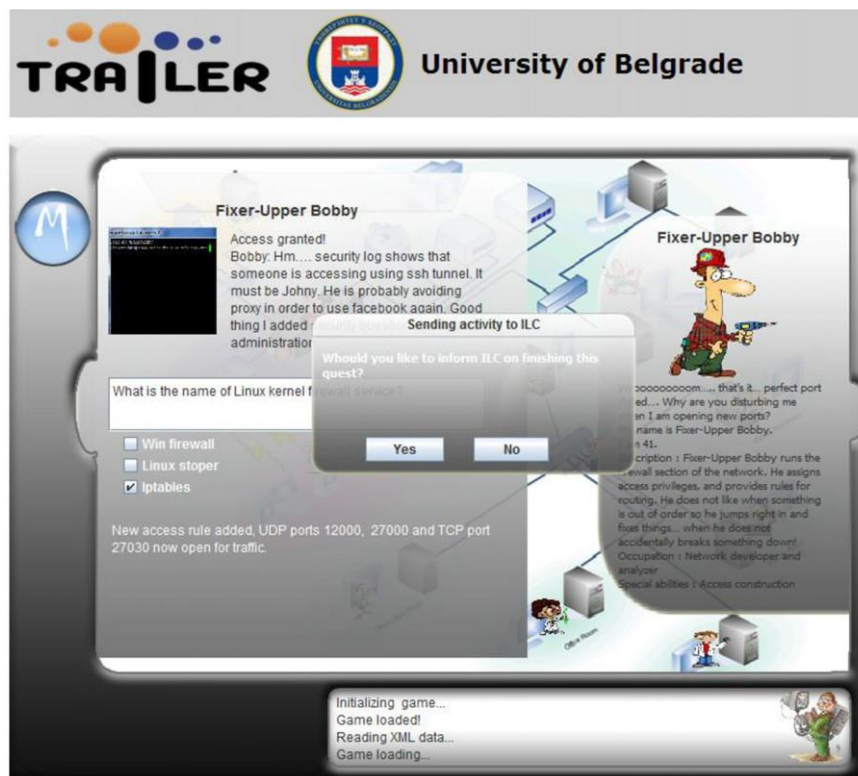 TRAILER
University of Belgrade
M
Fixer-Upper Bobby
Access granted!
Bobby: Hm.... security log shows that
someone is accessing using ssh tunnel. It
must be Johny. He is probably avoiding
proxy in order to use facebook again. Good
thing I added
administration
Sending activity to ILC
Whould you like to inform ILC on finishing this
quest?
Yes
No
What is the name of Linux kernel firewall service?
Win firewall
Linux stoper
Iptables
New access rule added, UDP ports 12000, 27000 and TCP port
27030 now open for traffic.
Fixer-Upper Bobby
that's it... perfect port
Why are you disturbing me
I am opening new ports?
name is Fixer-Upper Bobby.
41.
: Fixer-Upper Bobby runs the
section of the network. He assigns
access privileges, and provides rules for
routing. He does not like when something
is out of order so he jumps right in and
fixes things... when he does not
accidentally breaks something down!
Occupation : Network developer and
analyzer
Special abilties : Access construction
Office Room
Initializing game...
Game loaded!
Reading XML data...
Game loading...